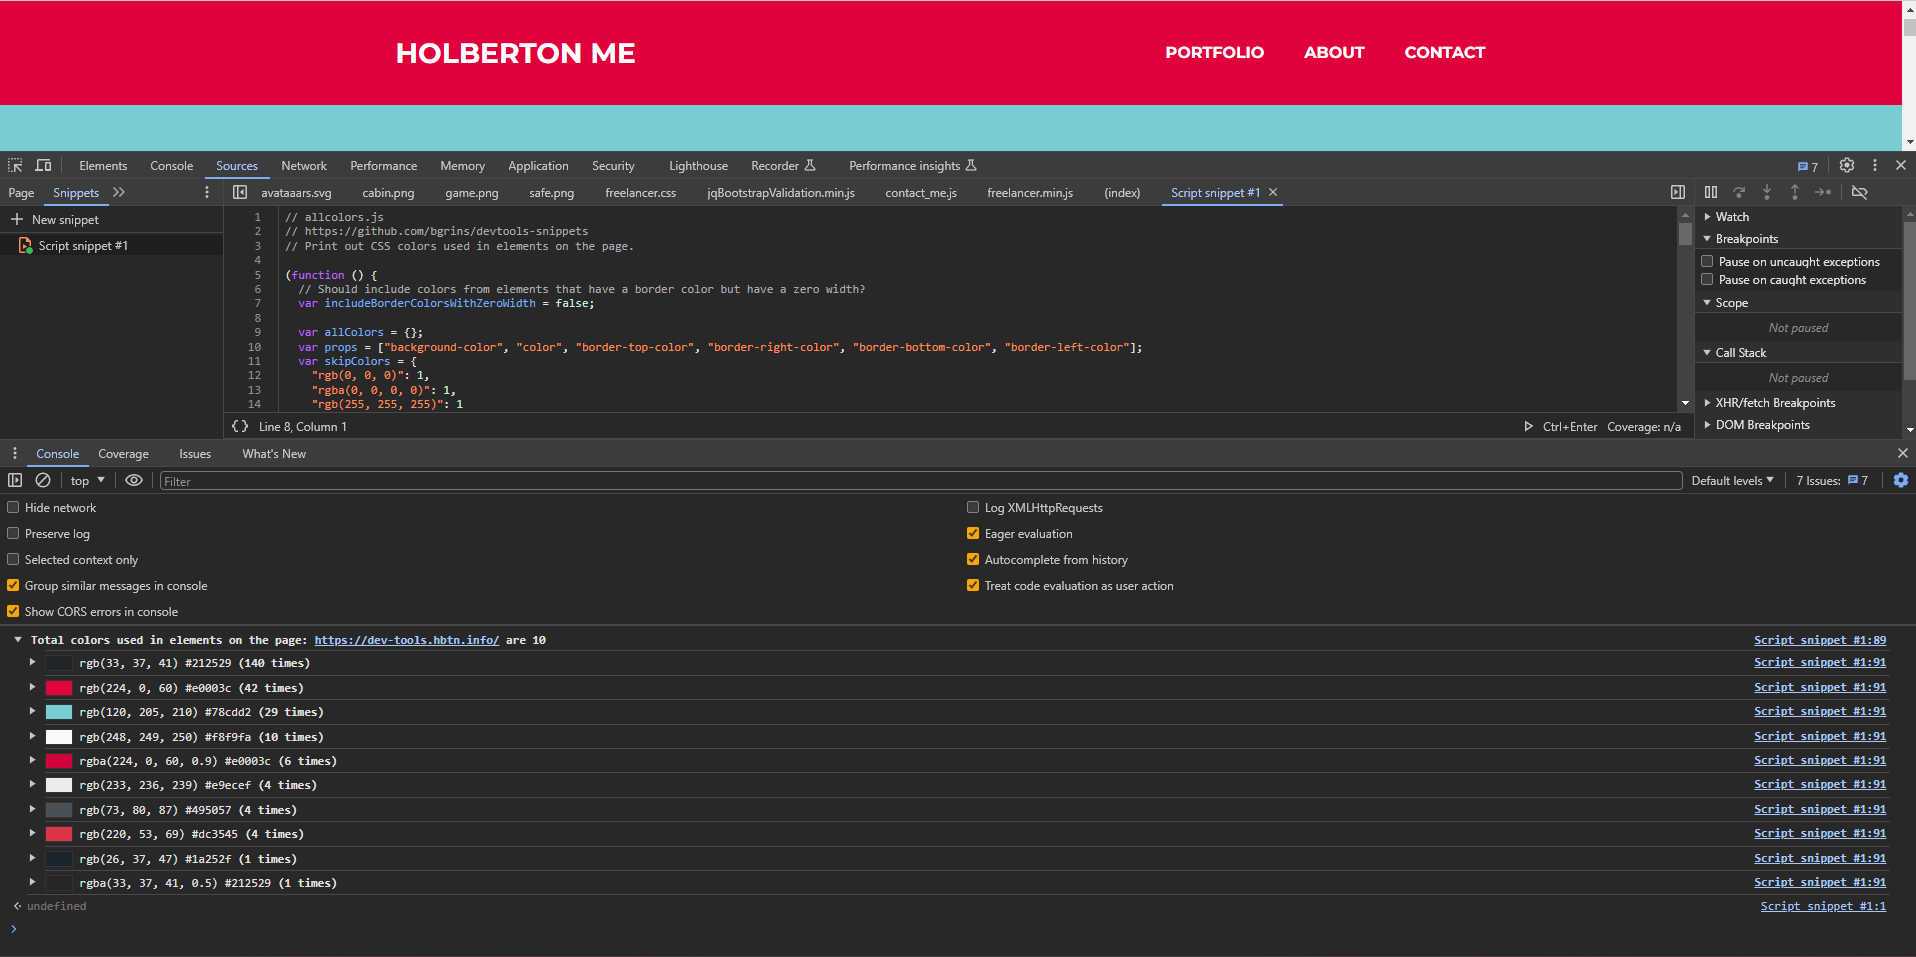 HOLBERTON ME
PORTFOLIO ABOUT CONTACT
Elements Console Sources Network Performance Memory Application Security Lighthouse Recorder Performance insights 7
Page Snippets avataaars.svg cabin.png game.png safe.png freelancer.css jqBootstrapValidation.min.js contact_me.js freelancer.min.js (index) Script snippet #1
New snippet
Script snippet #1
1 // allcolors.js
2 // https://github.com/bgrins/devtools-snippets
3 // Print out CSS colors used in elements on the page.
4
5 (function () {
6 // Should include colors from elements that have a border color but have a zero width?
7 var includeBorderColorsWithZeroWidth = false;
8
9 var allColors = {};
10 var props = ["background-color", "color", "border-top-color", "border-right-color", "border-bottom-color", "border-left-color"];
11 var skipColors = {
12 "rgb(0, 0, 0)": 1,
13 "rgba(0, 0, 0, 0)": 1,
14 "rgb(255, 255, 255)": 1
{} Line 8, Column 1 Ctrl+Enter Coverage: n/a
Watch
Breakpoints
Pause on uncaught exceptions
Pause on caught exceptions
Scope
Not paused
Call Stack
Not paused
XHR/fetch Breakpoints
DOM Breakpoints
Console Coverage Issues What's New
top Filter Default levels 7 Issues: 7
Hide network Log XMLHttpRequests
Preserve log Eager evaluation
Selected context only Autocomplete from history
Group similar messages in console Treat code evaluation as user action
Show CORS errors in console
Total colors used in elements on the page: https://dev-tools.hbtn.info/ are 10 Script snippet #1:89
rgb(33, 37, 41) #212529 (140 times) Script snippet #1:91
rgb(224, 0, 60) #e0003c (42 times) Script snippet #1:91
rgb(120, 205, 210) #78cdd2 (29 times) Script snippet #1:91
rgb(248, 249, 250) #f8f9fa (10 times) Script snippet #1:91
rgba(224, 0, 60, 0.9) #e0003c (6 times) Script snippet #1:91
rgb(233, 236, 239) #e9ecef (4 times) Script snippet #1:91
rgb(73, 80, 87) #495057 (4 times) Script snippet #1:91
rgb(220, 53, 69) #dc3545 (4 times) Script snippet #1:91
rgb(26, 37, 47) #1a252f (1 times) Script snippet #1:91
rgba(33, 37, 41, 0.5) #212529 (1 times) Script snippet #1:91
undefined Script snippet #1:1